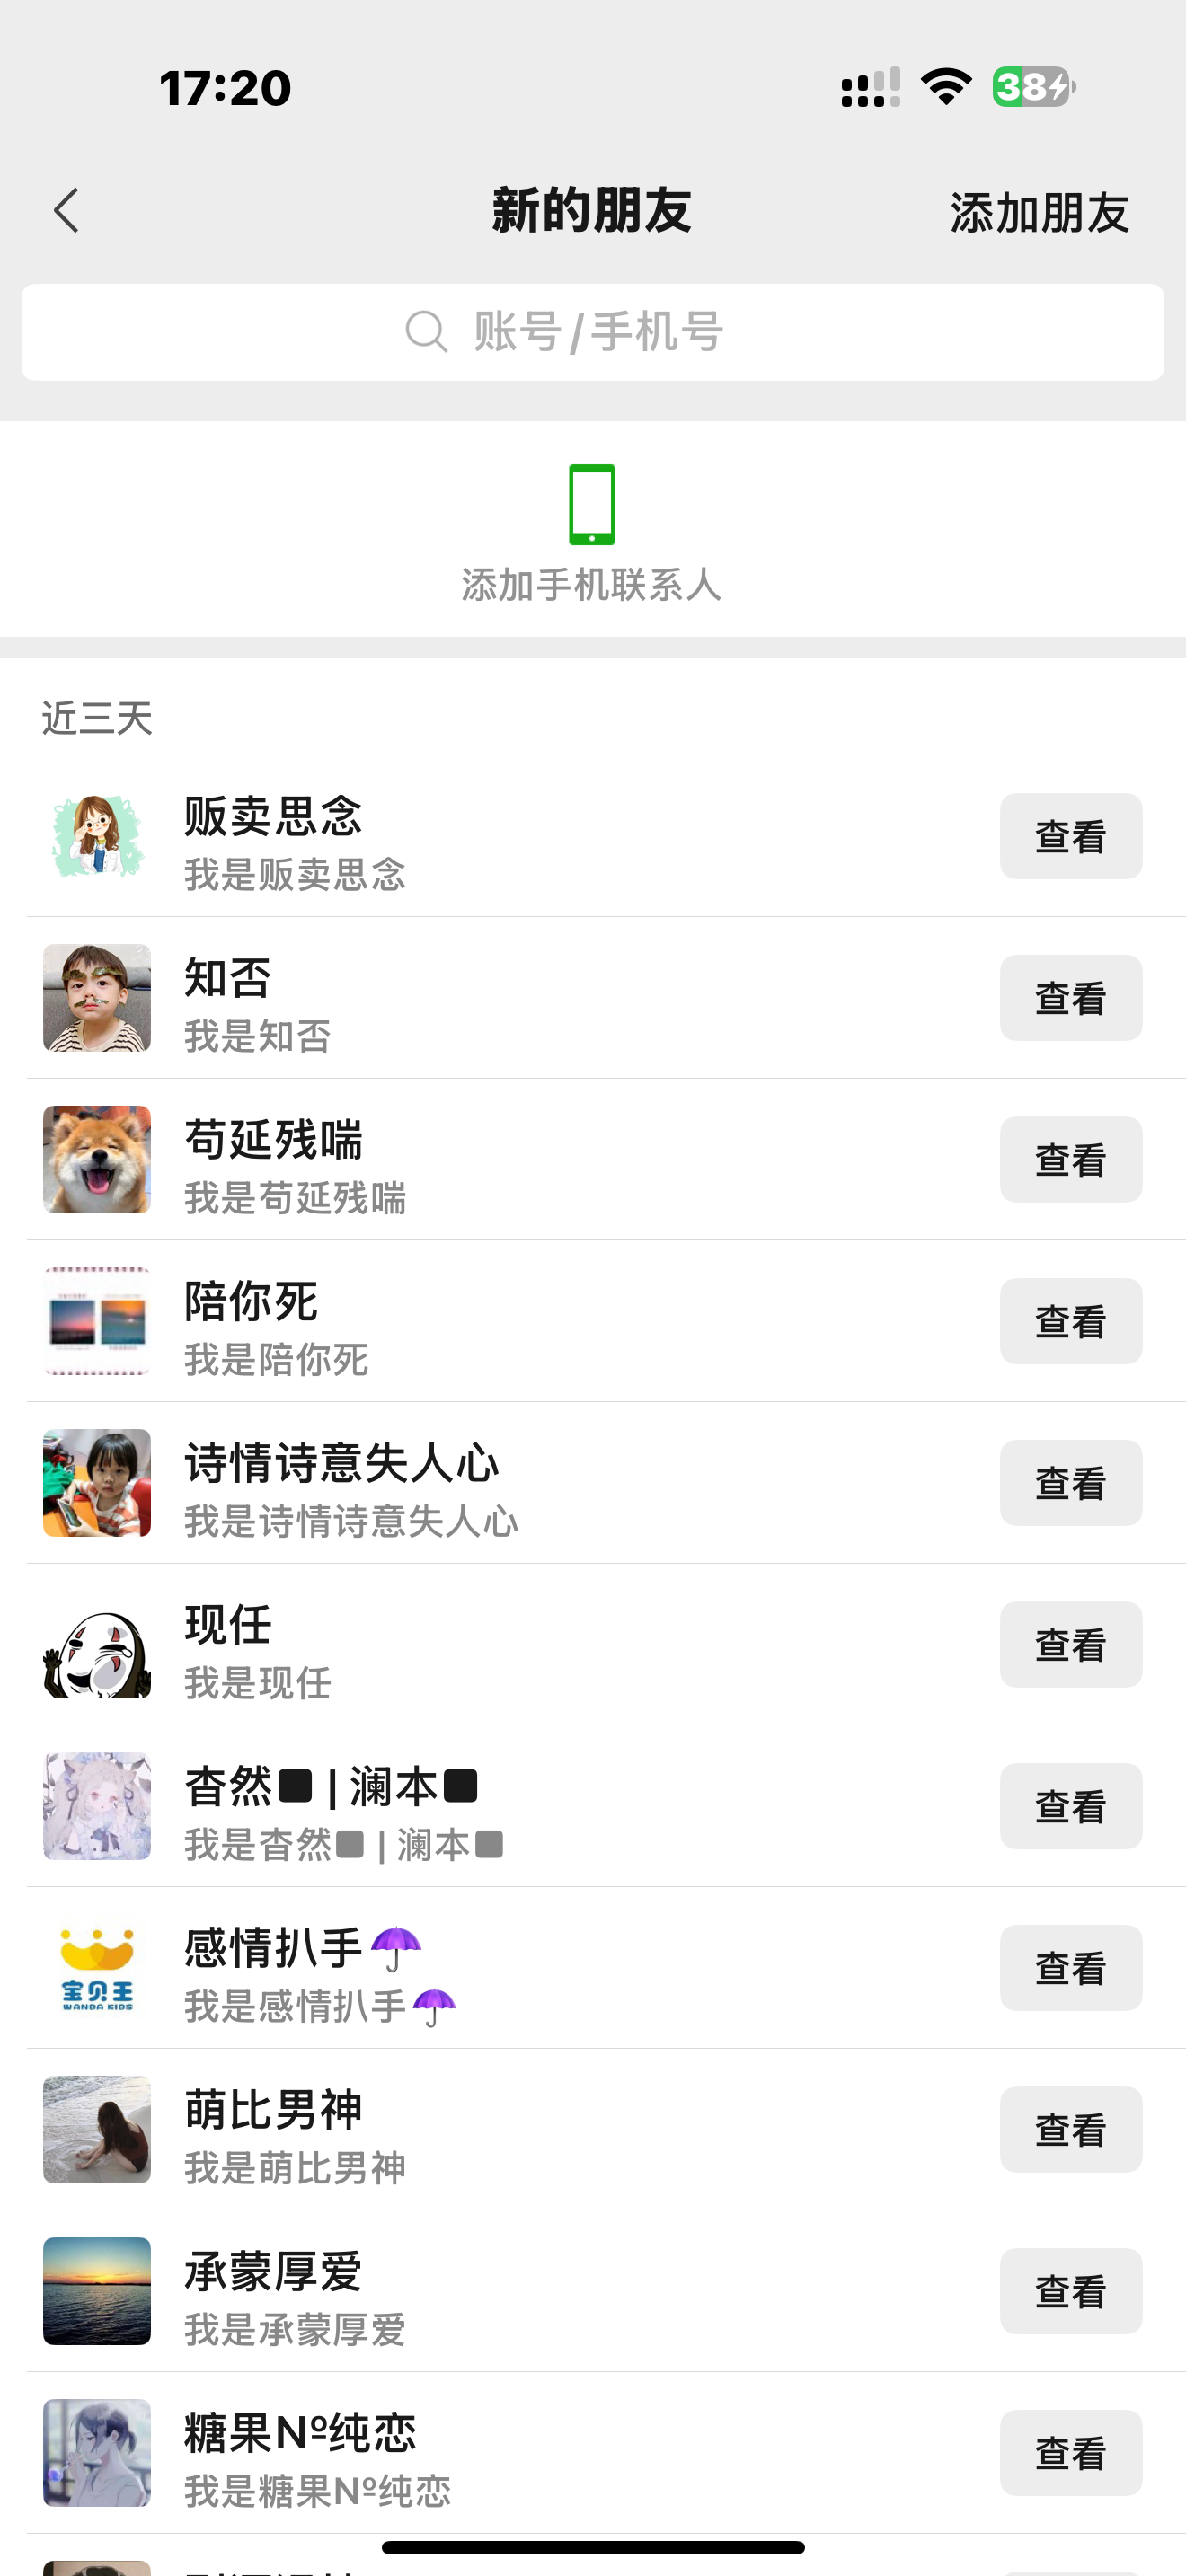 17:20
38
新的朋友
添加朋友
账号/手机号
添加手机联系人
近三天
贩卖思念
我是贩卖思念
查看
知否
我是知否
查看
苟延残喘
我是苟延残喘
查看
陪你死
我是陪你死
查看
诗情诗意失人心
我是诗情诗意失人心
查看
现任
我是现任
查看
杳然■ | 澜本■
我是杳然■ | 澜本■
查看
宝贝王
WANDA KIDS
感情扒手☂
我是感情扒手☂
查看
萌比男神
我是萌比男神
查看
承蒙厚爱
我是承蒙厚爱
查看
糖果№纯恋
我是糖果№纯恋
查看